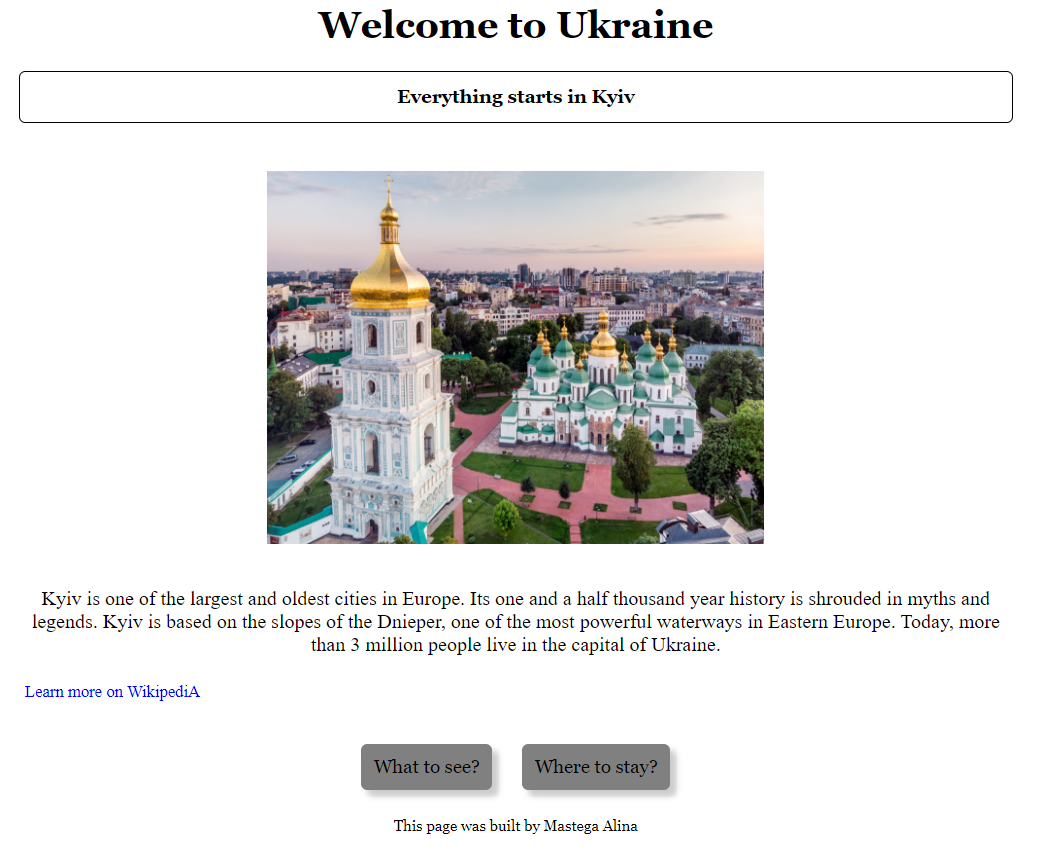 Welcome to Ukraine
Everything starts in Kyiv
Kyiv is one of the largest and oldest cities in Europe. Its one and a half thousand year history is shrouded in myths and
legends. Kyiv is based on the slopes of the Dnieper, one of the most powerful waterways in Eastern Europe. Today, more
than 3 million people live in the capital of Ukraine.
Learn more on WikipediA
What to see? Where to stay?
This page was built by Mastega Alina